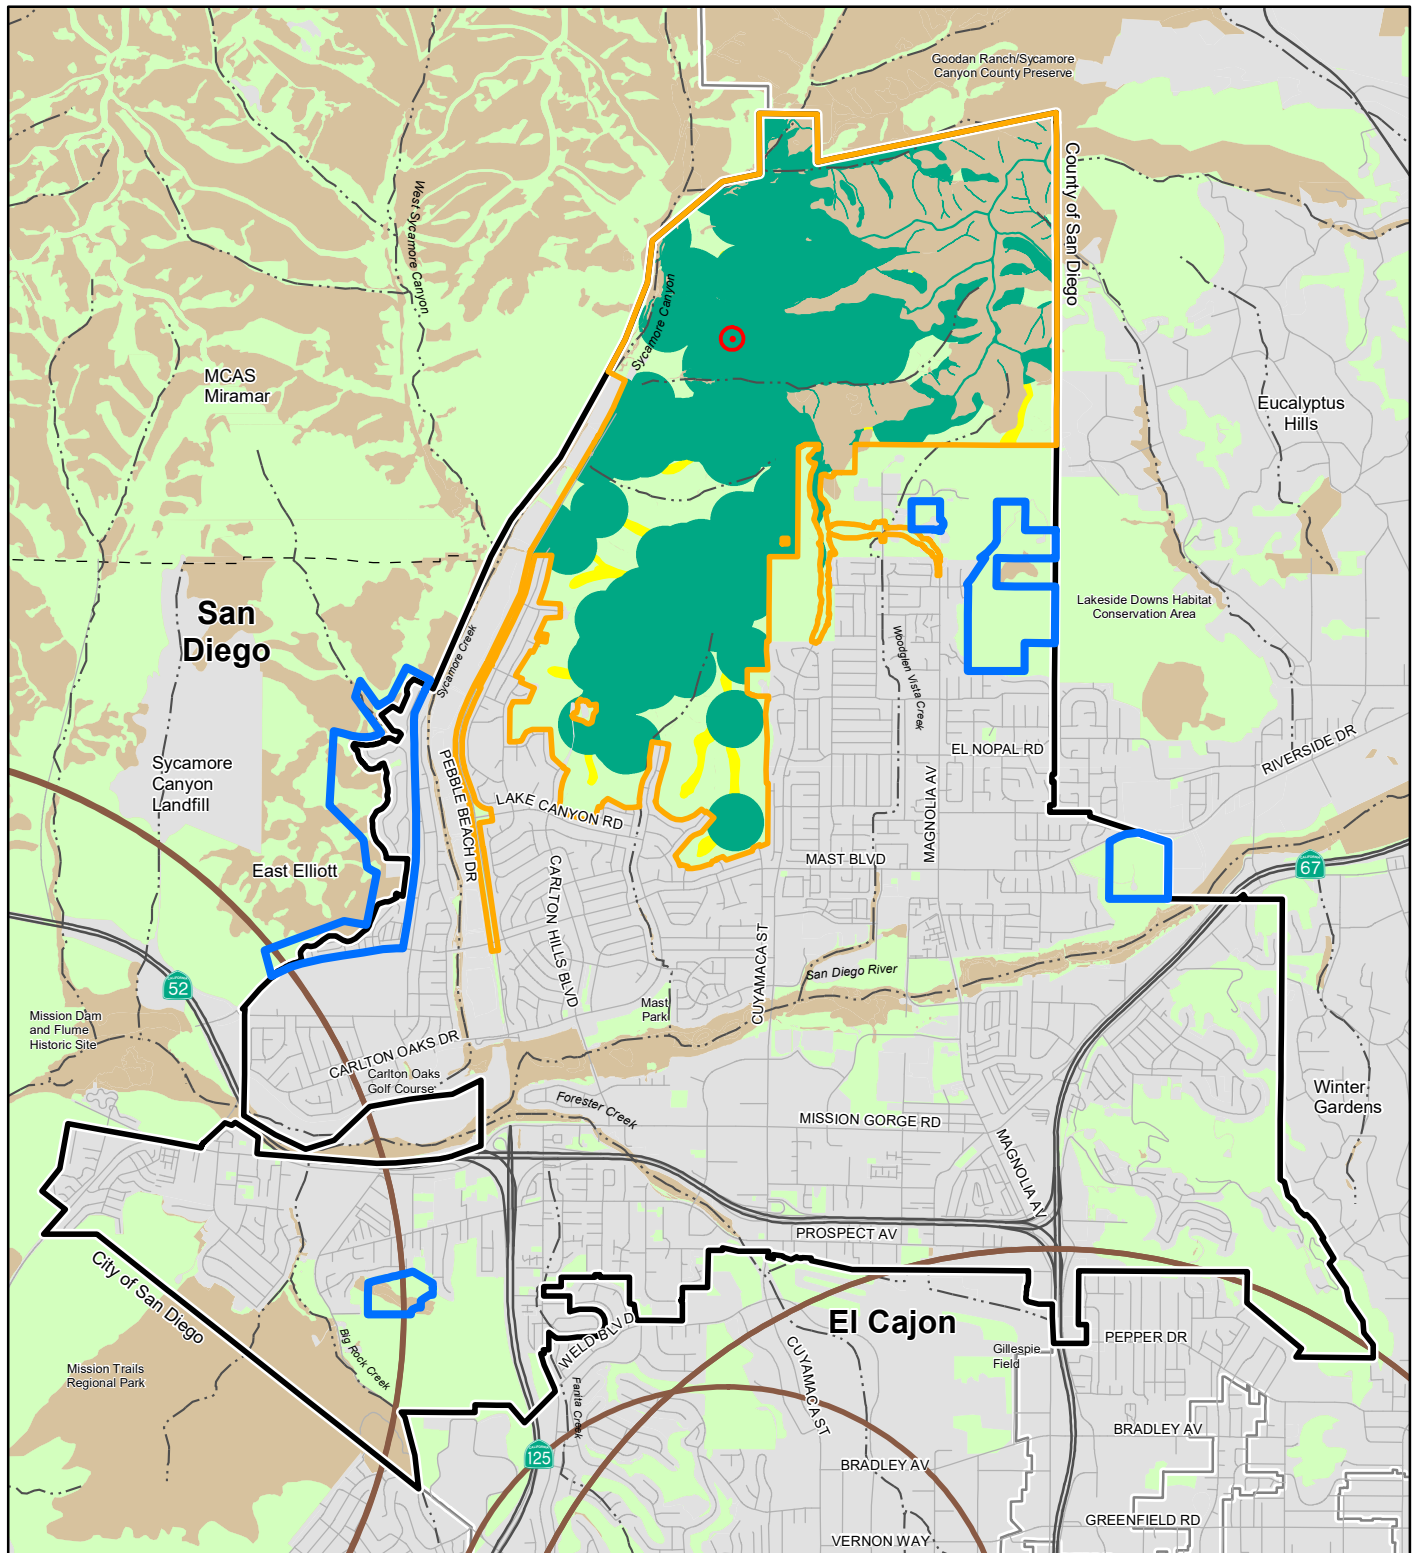 Goodan Ranch/Sycamore
Canyon County Preserve
County of San Diego
West Sycamore Canyon
Sycamore Canyon
MCAS
Miramar
Eucalyptus
Hills
San
Diego
Lakeside Downs Habitat
Conservation Area
Sycamore Creek
Woodglen Vista Creek
EL NOPAL RD
RIVERSIDE DR
Sycamore
Canyon
Landfill
PEBBLE BEACH DR
LAKE CANYON RD
MAGNOLIA AV
MAST BLVD
East Elliott
CARLTON HILLS BLVD
CALIFORNIA
67
CUYAMACA ST
San Diego River
CALIFORNIA
52
Mast
Park
Mission Dam
and Flume
Historic Site
CARLTON OAKS DR
Carlton Oaks
Golf Course
Forester Creek
MISSION GORGE RD
Winter
Gardens
MAGNOLIA AV
PROSPECT AV
City of San Diego
El Cajon
WELD BLVD
Big Rock Creek
CUYAMACA ST
Gillespie
Field
PEPPER DR
Mission Trails
Regional Park
Fanita Creek
BRADLEY AV
CALIFORNIA
125
BRADLEY AV
GREENFIELD RD
VERNON WAY